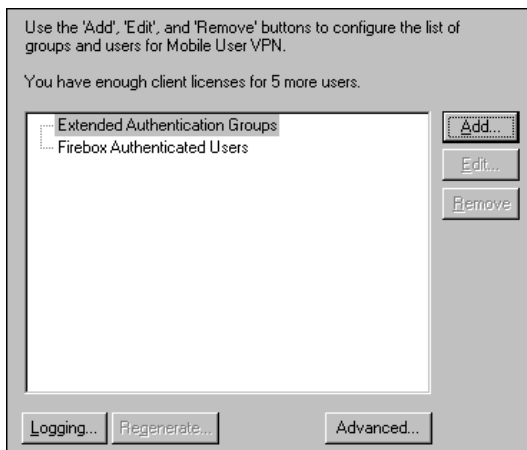 Use the 'Add', 'Edit', and 'Remove' buttons to configure the list of
groups and users for Mobile User VPN.
You have enough client licenses for 5 more users.
Extended Authentication Groups
Firebox Authenticated Users
Add...
Edit...
Remove
Logging...
Regenerate...
Advanced...